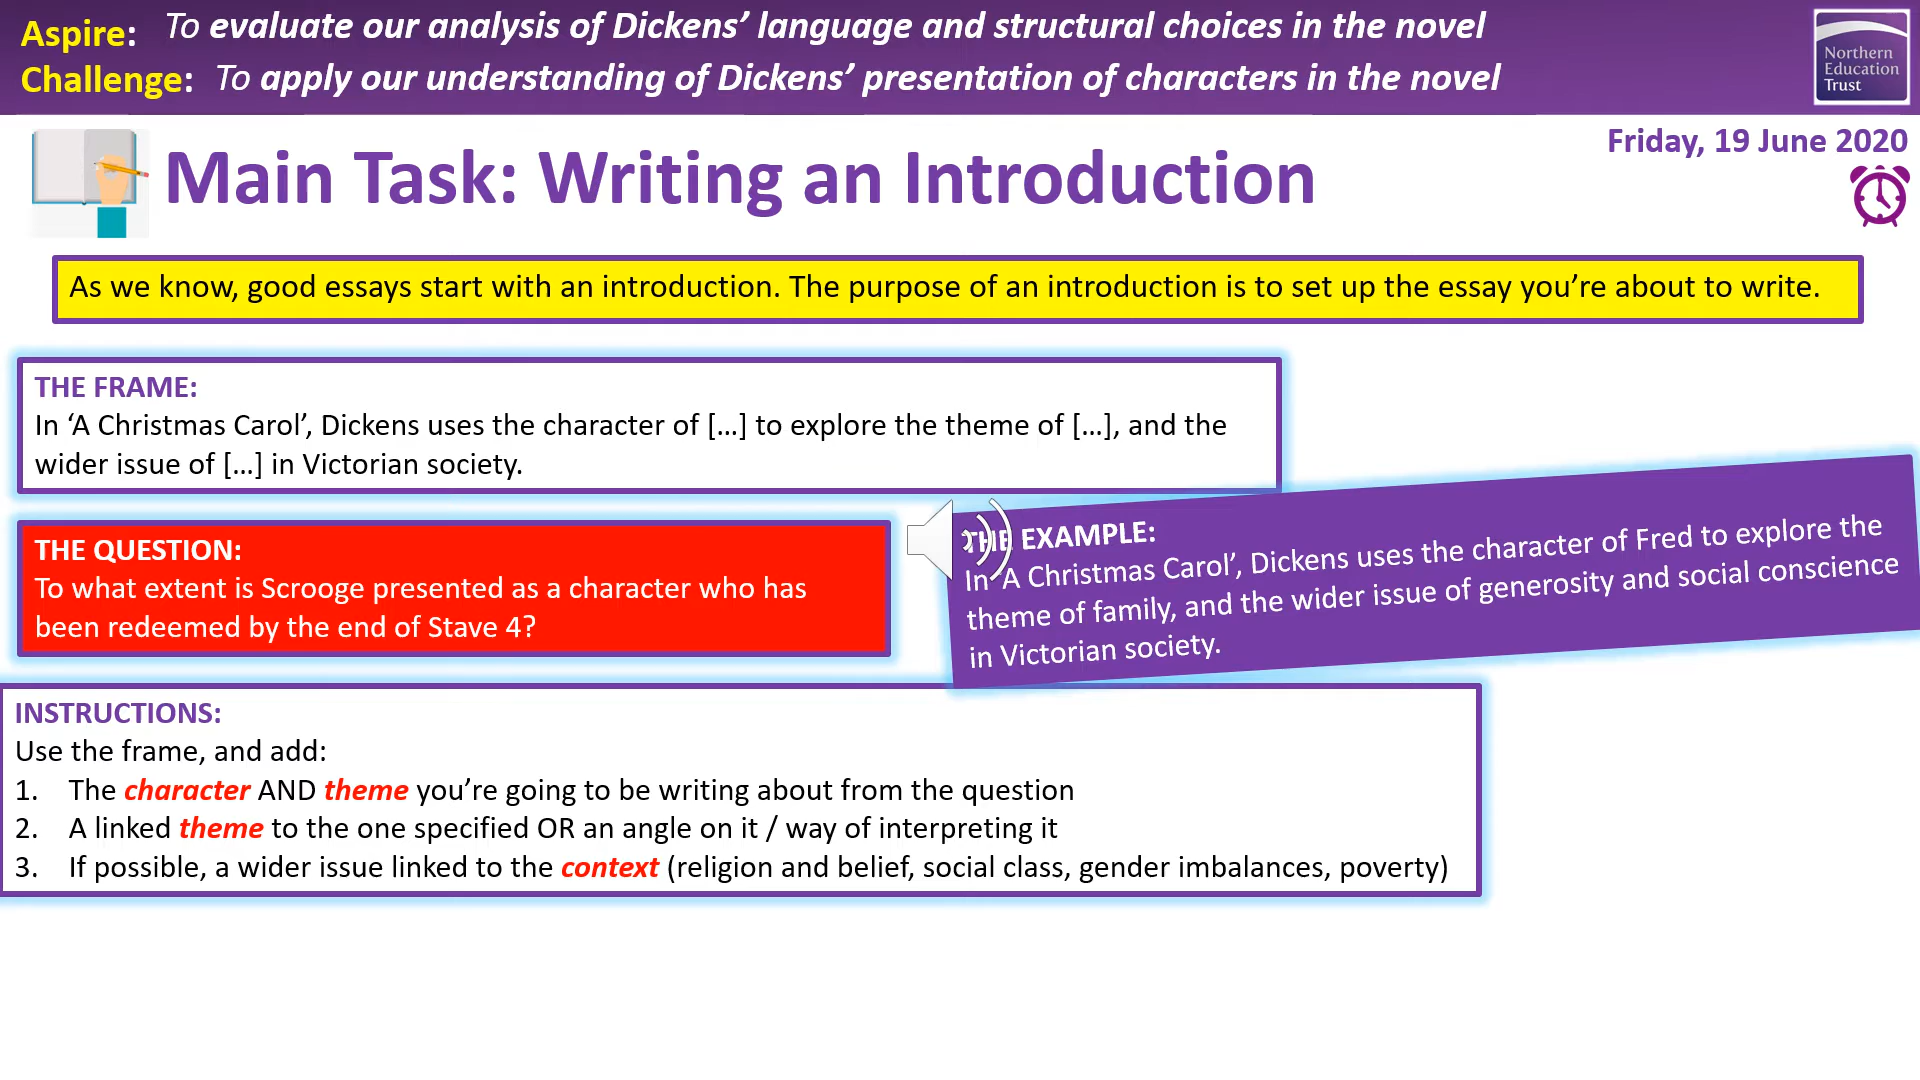 Aspire: To evaluate our analysis of Dickens’ language and structural choices in the novel
Challenge: To apply our understanding of Dickens’ presentation of characters in the novel
Northern
Education
Trust
Friday, 19 June 2020
Main Task: Writing an Introduction
As we know, good essays start with an introduction. The purpose of an introduction is to set up the essay you’re about to write.
THE FRAME:
In ‘A Christmas Carol’, Dickens uses the character of [...] to explore the theme of [...], and the
wider issue of [...] in Victorian society.
THE QUESTION:
To what extent is Scrooge presented as a character who has
been redeemed by the end of Stave 4?
THE EXAMPLE:
In ‘A Christmas Carol’, Dickens uses the character of Fred to explore the
theme of family, and the wider issue of generosity and social conscience
in Victorian society.
INSTRUCTIONS:
Use the frame, and add:
1. The character AND theme you’re going to be writing about from the question
2. A linked theme to the one specified OR an angle on it / way of interpreting it
3. If possible, a wider issue linked to the context (religion and belief, social class, gender imbalances, poverty)